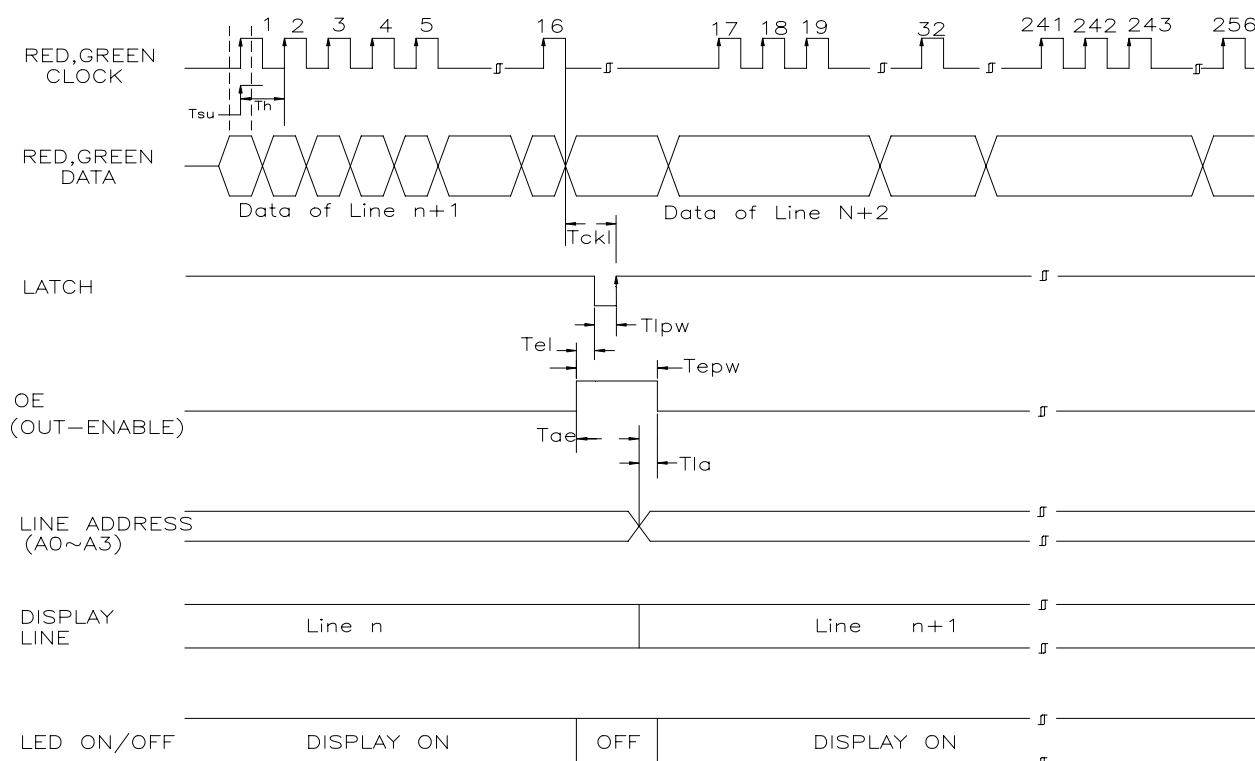 1 2 3 4 5 16 17 18 19 32 241 242 243 256
RED,GREEN
CLOCK
Tsu
Th
RED,GREEN
DATA
Data of Line n+1
Data of Line N+2
Tckl
LATCH
Tlpw
Tel
Tepw
OE
(OUT-ENABLE)
Tae
Tla
LINE ADDRESS
(A0~A3)
DISPLAY
LINE
Line n
Line n+1
LED ON/OFF
DISPLAY ON
OFF
DISPLAY ON